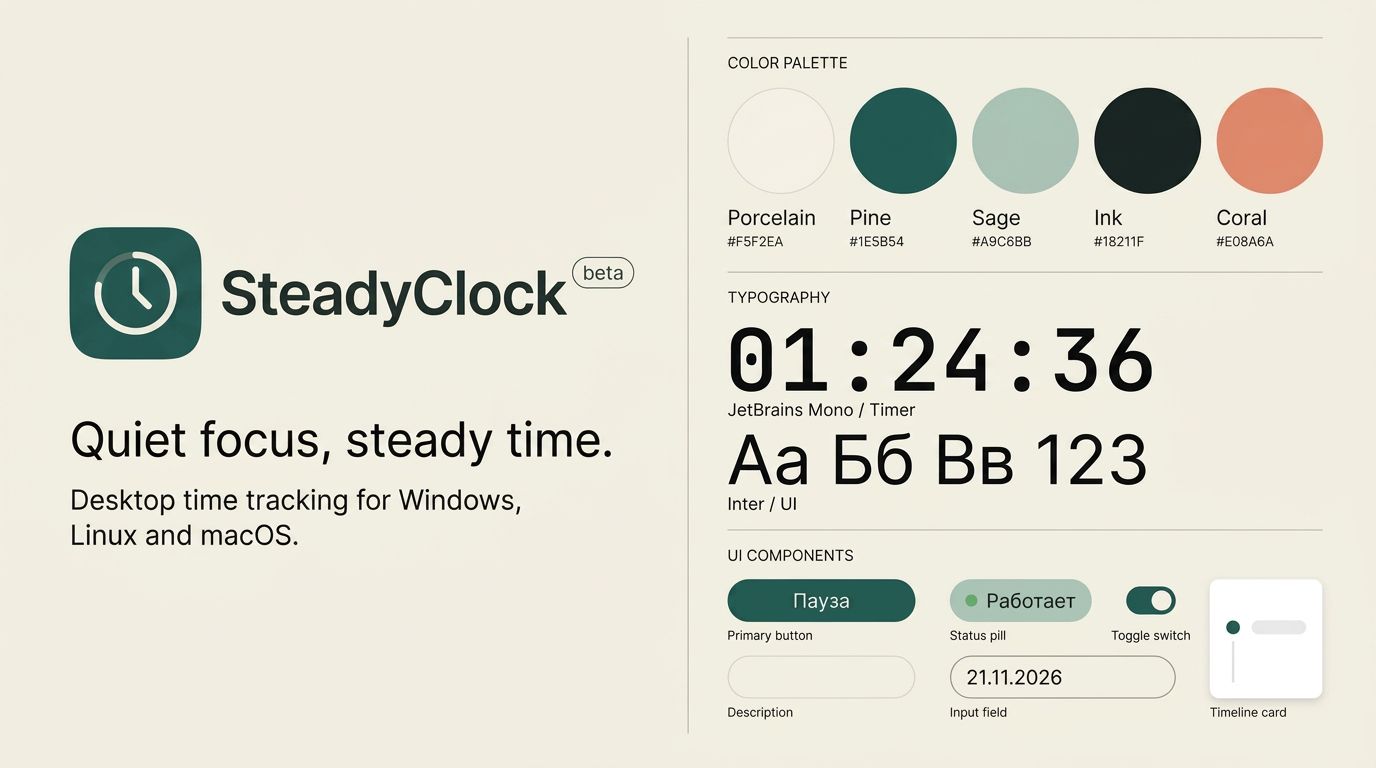 SteadyClock beta
Quiet focus, steady time.
Desktop time tracking for Windows,
Linux and macOS.
COLOR PALETTE
Porcelain Pine Sage Ink Coral
#F5F2EA #1E5B54 #A9C6BB #18211F #E08A6A
TYPOGRAPHY
01:24:36
JetBrains Mono / Timer
Аа Бб Вв 123
Inter / UI
UI COMPONENTS
Пауза Работает
Primary button Status pill Toggle switch
21.11.2026
Description Input field Timeline card